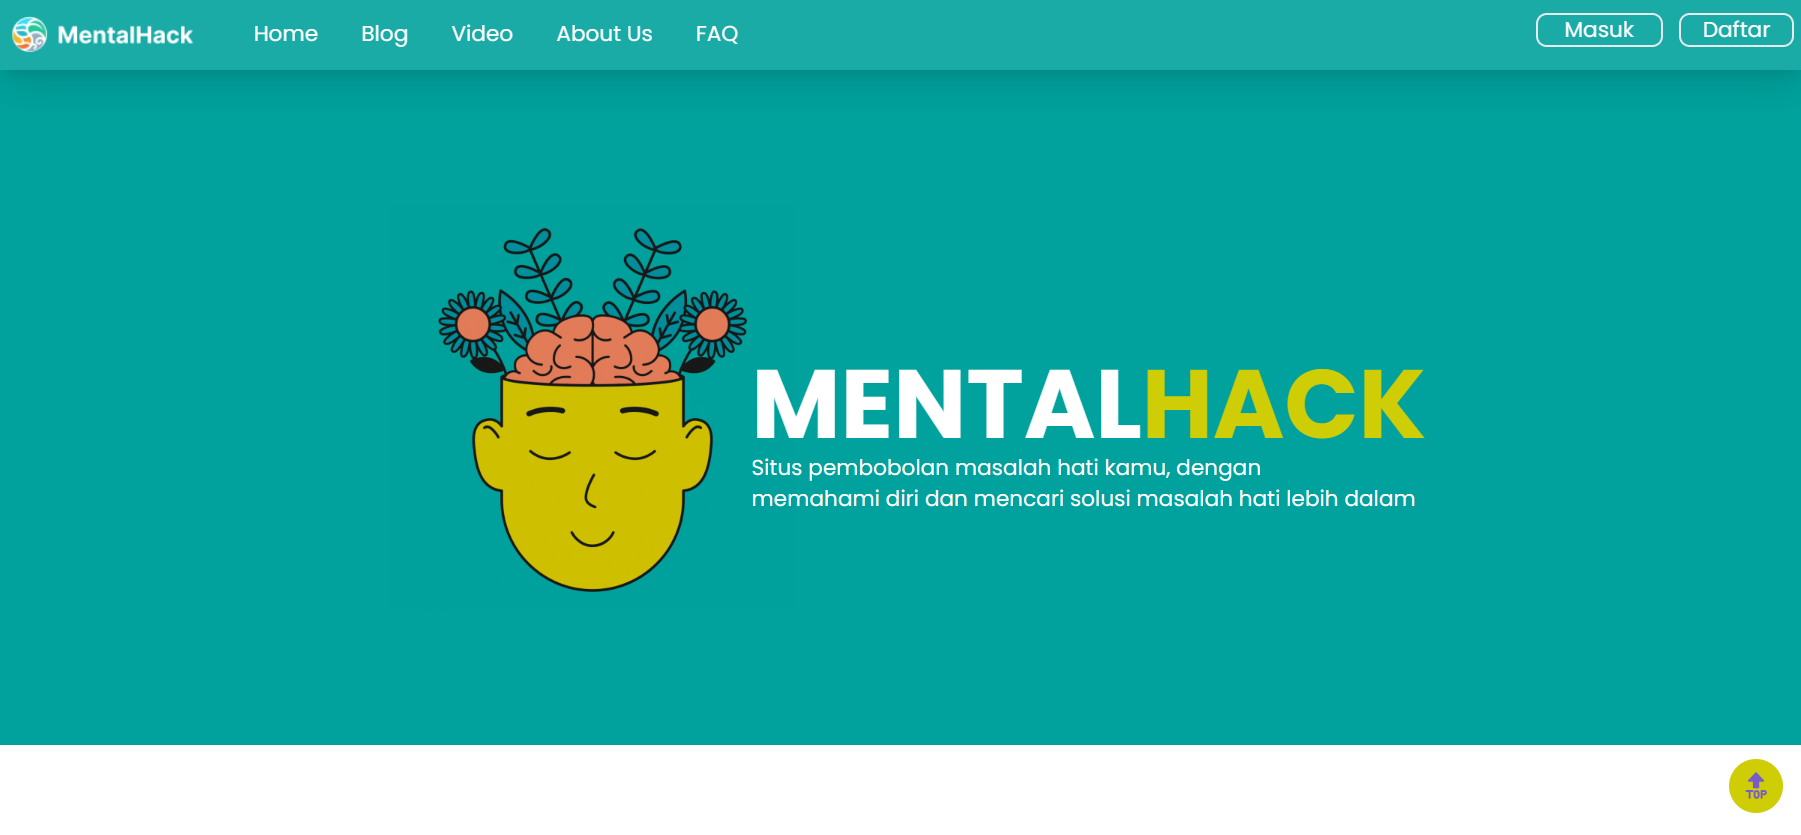 MentalHack
Home
Blog
Video
About Us
FAQ
Masuk
Daftar
MENTALHACK
Situs pembobolan masalah hati kamu, dengan
memahami diri dan mencari solusi masalah hati lebih dalam
TOP